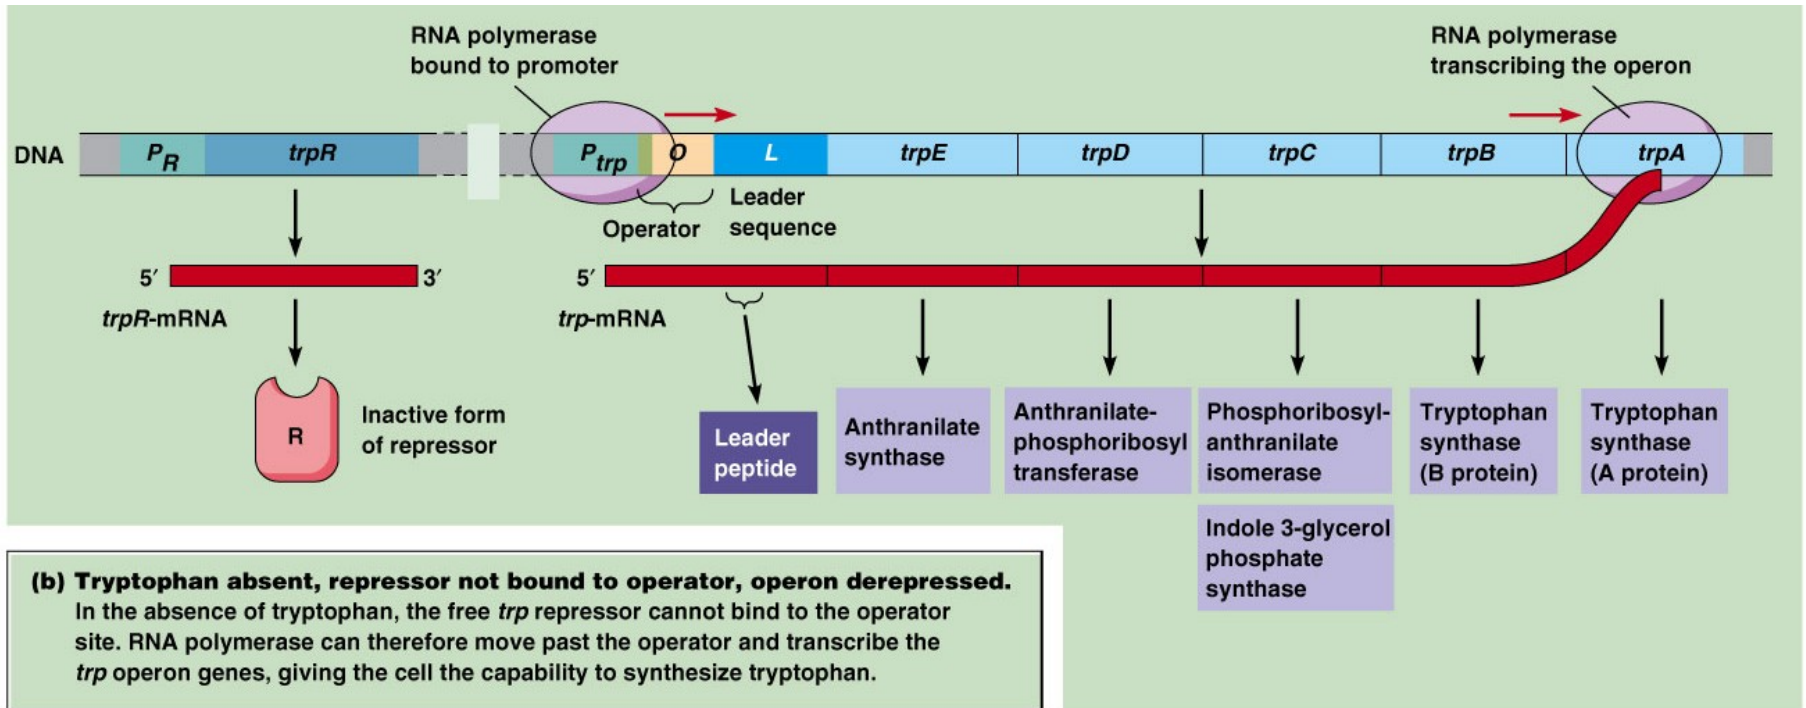 RNA polymerase
bound to promoter
RNA polymerase
transcribing the operon
DNA
PR
trpR
Ptrp
O
L
trpE
trpD
trpC
trpB
trpA
Operator
Leader
sequence
5′
3′
trpR-mRNA
5′
trp-mRNA
R
Inactive form
of repressor
Leader
peptide
Anthranilate
synthase
Anthranilate-
phosphoribosyl
transferase
Phosphoribosyl-
anthranilate
isomerase
Indole 3-glycerol
phosphate
synthase
Tryptophan
synthase
(B protein)
Tryptophan
synthase
(A protein)
(b) Tryptophan absent, repressor not bound to operator, operon derepressed.
In the absence of tryptophan, the free trp repressor cannot bind to the operator
site. RNA polymerase can therefore move past the operator and transcribe the
trp operon genes, giving the cell the capability to synthesize tryptophan.